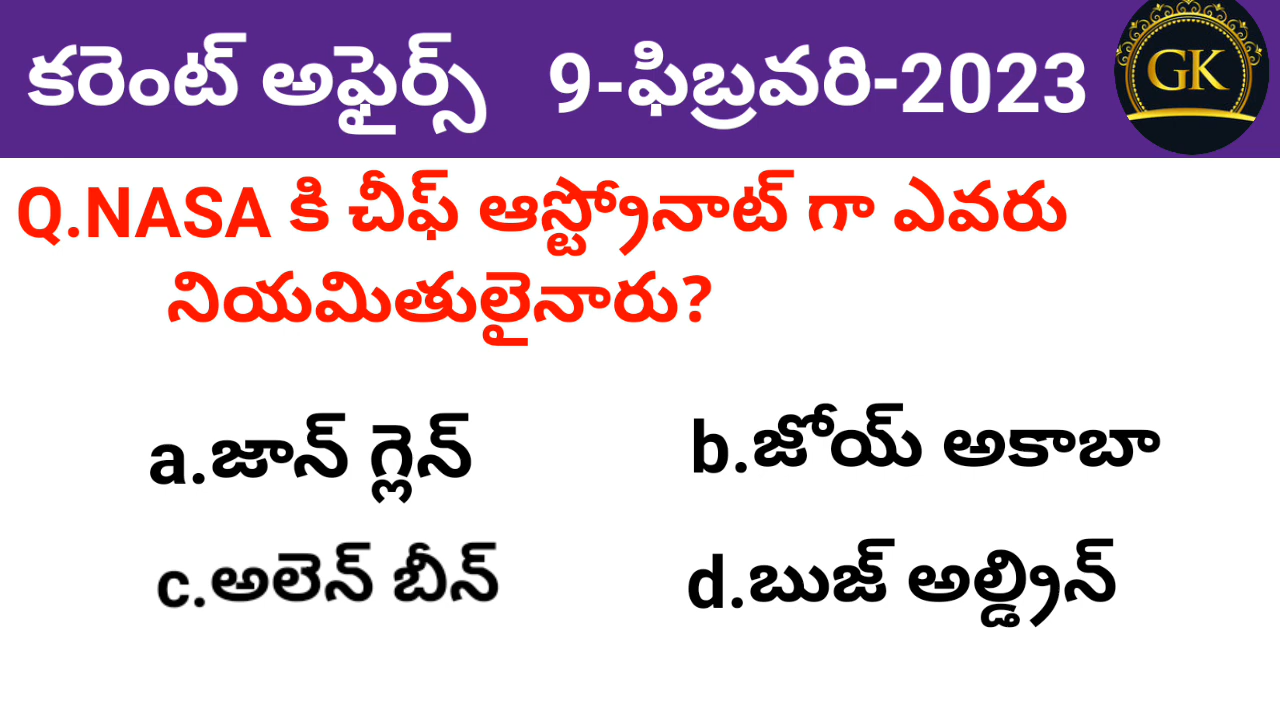 కరెంట్ అఫైర్స్ 9-ఫిబ్రవరి-2023
GK
Q.NASA కి చీఫ్ ఆస్ట్రోనాట్ గా ఎవరు
నియమితులైనారు?
a.జాన్ గ్లెన్ b.జోయ్ అకాబా
c.అలెన్ బీన్ d.బుజ్ అల్డ్రిన్